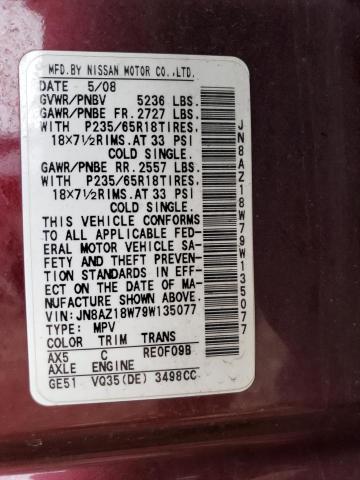 MFD.BY NISSAN MOTOR CO.,LTD.
DATE 5/08
GVWR/PNBV 5236 LBS.
GAWR/PNBE FR. 2727 LBS.
WITH P235/65R18TIRES,
18X7½RIMS.AT 33 PSI
COLD SINGLE.
GAWR/PNBE RR. 2557 LBS.
WITH P235/65R18TIRES,
18X7½RIMS.AT 33 PSI
COLD SINGLE.
THIS VEHICLE CONFORMS
TO ALL APPLICABLE FED-
ERAL MOTOR VEHICLE SA-
FETY AND THEFT PREVENT-
ION STANDARDS IN EFF-
ECT ON THE DATE OF MA-
NUFACTURE SHOWN ABOVE.
VIN:JN8AZ18W79W135077
TYPE: MPV
COLOR TRIM TRANS
AX5 C RE0F09B
AXLE ENGINE
GE51 VQ35(DE) 3498CC
JN8AZ18W79W135077